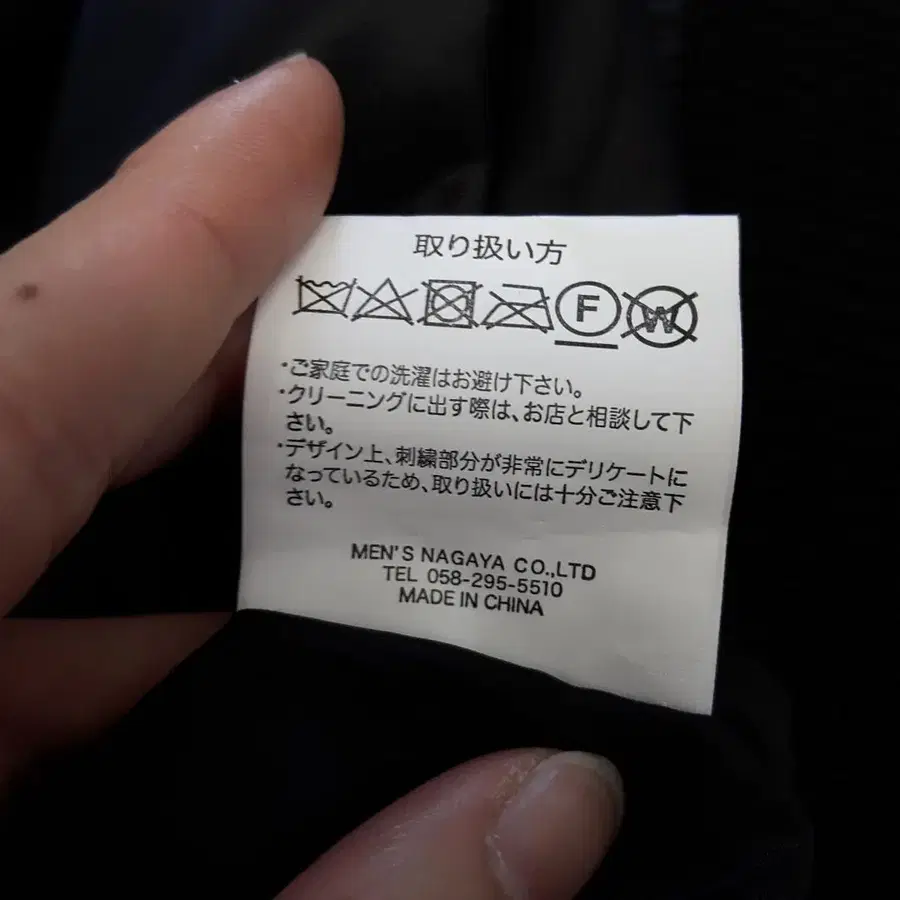 取り扱い方
F W
・ご家庭での洗濯はお避け下さい。
・クリーニングに出す際は、お店と相談して下
さい。
・デザイン上、刺繍部分が非常にデリケートに
なっているため、取り扱いには十分ご注意下
さい。
MEN'S NAGAYA CO.,LTD
TEL 058-295-5510
MADE IN CHINA